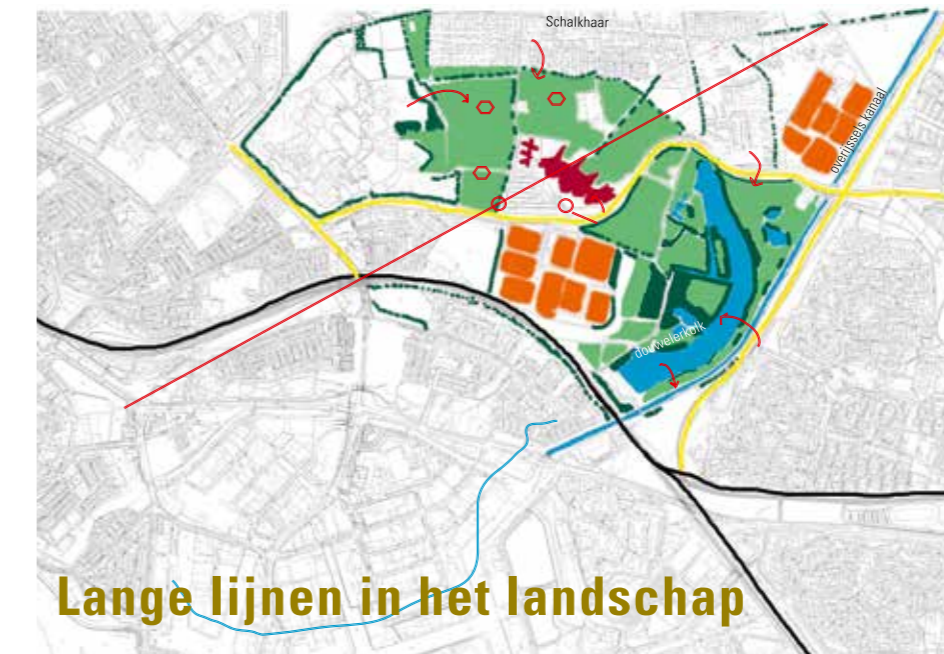 Schalkhaar
overijssels kanaal
douwelerkolk
Lange lijnen in het landschap